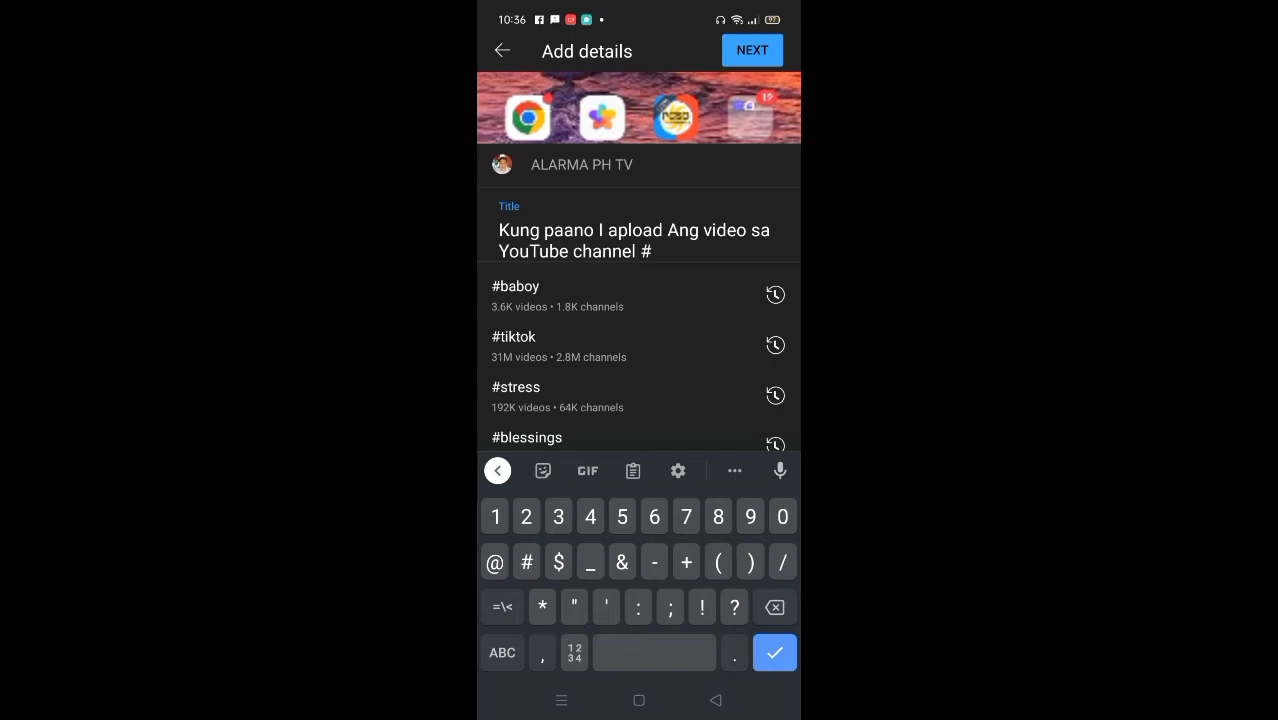 10:36
97
Add details
NEXT
12
ALARMA PH TV
Title
Kung paano I apload Ang video sa
YouTube channel #
#baboy
3.6K videos • 1.8K channels
#tiktok
31M videos • 2.8M channels
#stress
192K videos • 64K channels
#blessings
GIF
1 2 3 4 5 6 7 8 9 0
@ # $ _ & - + ( ) /
=\< * " ' : ; ! ?
ABC , 12 34 .